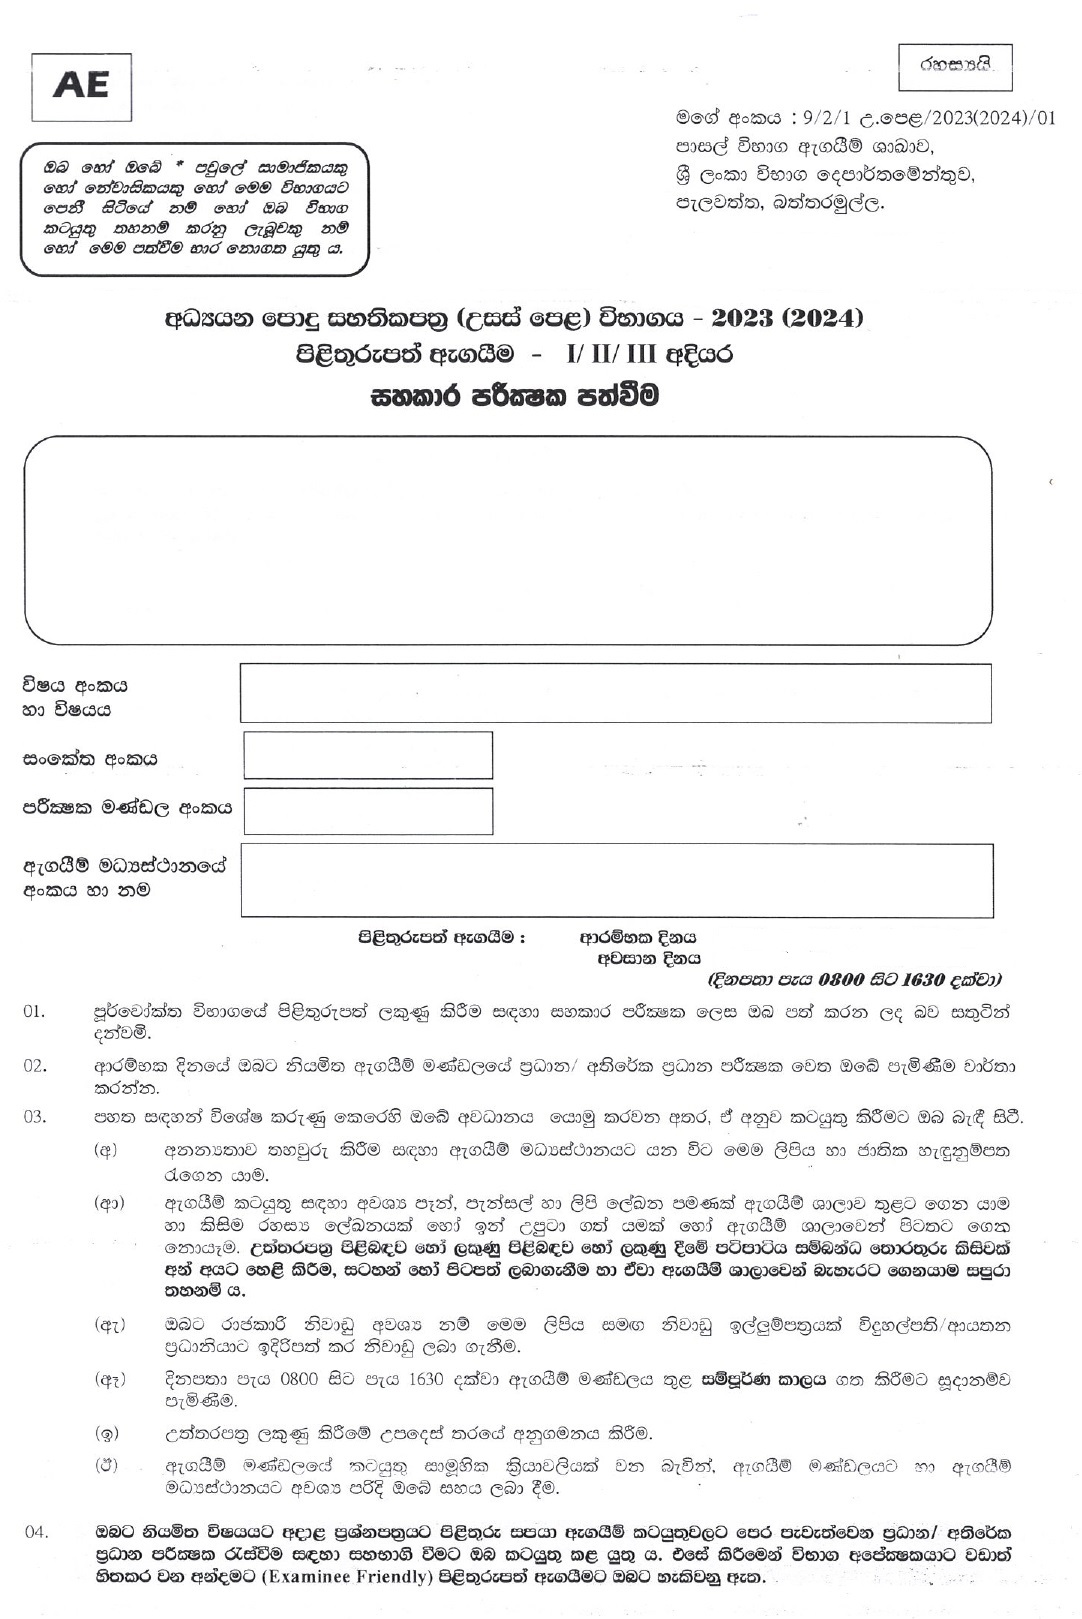 AE
රහස්‍යයි
මගේ අංකය : 9/2/1 උ.පෙළ/2023(2024)/01
පාසල් විභාග ඇගයීම් ශාඛාව,
ශ්‍රී ලංකා විභාග දෙපාර්තමේන්තුව,
පැලවත්ත, බත්තරමුල්ල.
ඔබ හෝ ඔබේ * පවුලේ සාමාජිකයකු
හෝ නේවාසිකයකු හෝ මෙම විභාගයට
පෙනී සිටියේ නම් හෝ ඔබ විභාග
කටයුතු තහනම් කරනු ලැබූවකු නම්
හෝ මෙම පත්වීම භාර නොගත යුතු ය.
අධ්‍යයන පොදු සහතිකපත්‍ර (උසස් පෙළ) විභාගය - 2023 (2024)
පිළිතුරුපත් ඇගයීම - I/ II/ III අදියර
සහකාර පරීක්ෂක පත්වීම
විෂය අංකය
හා විෂයය
සංකේත අංකය
පරීක්ෂක මණ්ඩල අංකය
ඇගයීම් මධ්‍යස්ථානයේ
අංකය හා නම
පිළිතුරුපත් ඇගයීම : ආරම්භක දිනය
අවසාන දිනය
(දිනපතා පැය 0800 සිට 1630 දක්වා)
01. පූර්වෝක්ත විභාගයේ පිළිතුරුපත් ලකුණු කිරීම සඳහා සහකාර පරීක්ෂක ලෙස ඔබ පත් කරන ලද බව සතුටින්
දන්වමි.
02. ආරම්භක දිනයේ ඔබට නියමිත ඇගයීම් මණ්ඩලයේ ප්‍රධාන/ අතිරේක ප්‍රධාන පරීක්ෂක වෙත ඔබේ පැමිණීම වාර්තා
කරන්න.
03. පහත සඳහන් විශේෂ කරුණු කෙරෙහි ඔබේ අවධානය යොමු කරවන අතර, ඒ අනුව කටයුතු කිරීමට ඔබ බැඳී සිටී.
(අ) අනන්‍යතාව තහවුරු කිරීම සඳහා ඇගයීම් මධ්‍යස්ථානයට යන විට මෙම ලිපිය හා ජාතික හැඳුනුම්පත
රැගෙන යාම.
(ආ) ඇගයීම් කටයුතු සඳහා අවශ්‍ය පෑන්, පැන්සල් හා ලිපි ලේඛන පමණක් ඇගයීම් ශාලාව තුළට ගෙන යාම
හා කිසිම රහස්‍ය ලේඛනයක් හෝ ඉන් උපුටා ගත් යමක් හෝ ඇගයීම් ශාලාවෙන් පිටතට ගෙන
නොයෑම. උත්තරපත්‍ර පිළිබඳව හෝ ලකුණු පිළිබඳව හෝ ලකුණු දීමේ පටිපාටිය සම්බන්ධ තොරතුරු කිසිවක්
අන් අයට හෙළි කිරීම, සටහන් හෝ පිටපත් ලබාගැනීම හා ඒවා ඇගයීම් ශාලාවෙන් බැහැරට ගෙනයාම සපුරා
තහනම් ය.
(ඇ) ඔබට රාජකාරි නිවාඩු අවශ්‍ය නම් මෙම ලිපිය සමඟ නිවාඩු ඉල්ලුම්පත්‍රයක් විදුහල්පති/ආයතන
ප්‍රධානියාට ඉදිරිපත් කර නිවාඩු ලබා ගැනීම.
(ඈ) දිනපතා පැය 0800 සිට පැය 1630 දක්වා ඇගයීම් මණ්ඩලය තුළ සම්පූර්ණ කාලය ගත කිරීමට සූදානම්ව
පැමිණීම.
(ඉ) උත්තරපත්‍ර ලකුණු කිරීමේ උපදෙස් තරයේ අනුගමනය කිරීම.
(ඊ) ඇගයීම් මණ්ඩලයේ කටයුතු සාමූහික ක්‍රියාවලියක් වන බැවින්, ඇගයීම් මණ්ඩලයට හා ඇගයීම්
මධ්‍යස්ථානයට අවශ්‍ය පරිදි ඔබේ සහය ලබා දීම.
04. ඔබට නියමිත විෂයයට අදාළ ප්‍රශ්නපත්‍රයට පිළිතුරු සපයා ඇගයීම් කටයුතුවලට පෙර පැවැත්වෙන ප්‍රධාන/ අතිරේක
ප්‍රධාන පරීක්ෂක රැස්වීම සඳහා සහභාගි වීමට ඔබ කටයුතු කළ යුතු ය. එසේ කිරීමෙන් විභාග අපේක්ෂකයාට වඩාත්
හිතකර වන අන්දමට (Examinee Friendly) පිළිතුරුපත් ඇගයීමට ඔබට හැකිවනු ඇත.